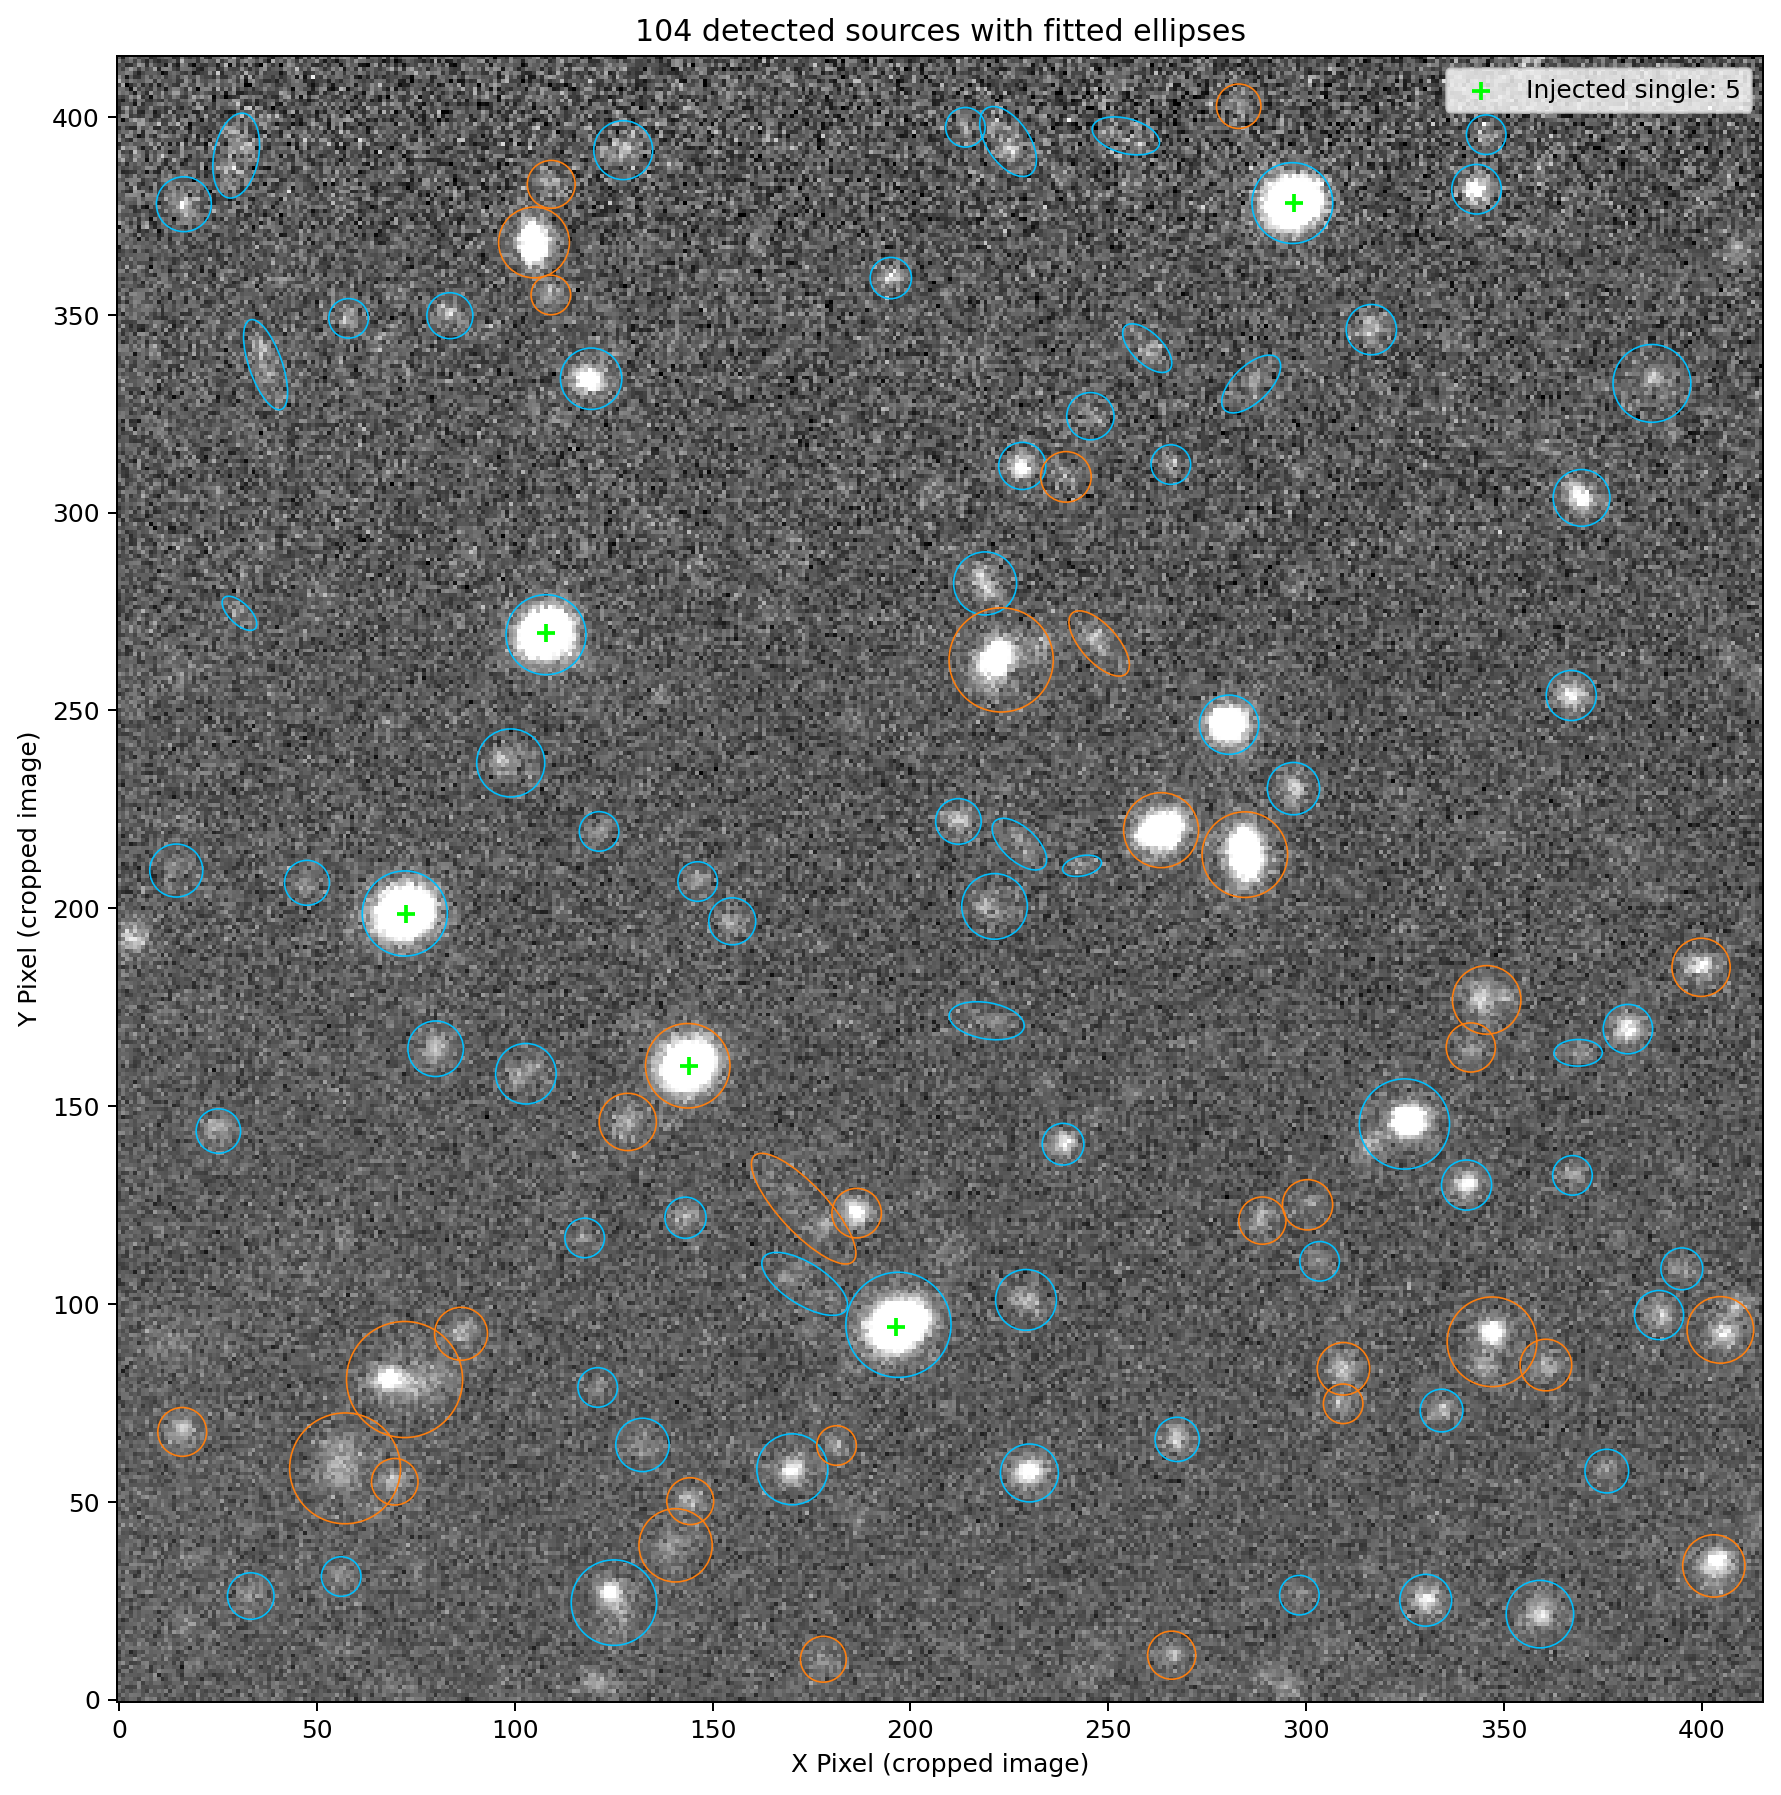 104 detected sources with fitted ellipses
Injected single: 5
400
350
300
250
200
150
100
50
0
Y Pixel (cropped image)
0 50 100 150 200 250 300 350 400
X Pixel (cropped image)